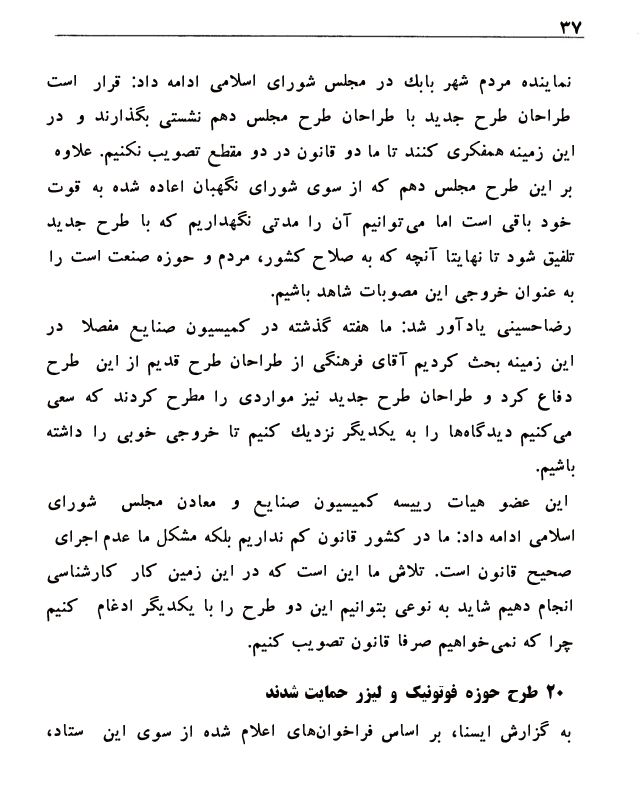 ۳۷
نماینده مردم شهر بابك در مجلس شورای اسلامی ادامه داد: قرار است
طراحان طرح جدید با طراحان طرح مجلس دهم نشستی بگذارند و در
این زمینه همفکری کنند تا ما دو قانون در دو مقطع تصویب نکنیم. علاوه
بر این طرح مجلس دهم که از سوی شورای نگهبان اعاده شده به قوت
خود باقی است اما می‌توانیم آن را مدتی نگهداریم که با طرح جدید
تلفیق شود تا نهایتا آنچه که به صلاح کشور، مردم و حوزه صنعت است را
به عنوان خروجی این مصوبات شاهد باشیم.
رضاحسینی یادآور شد: ما هفته گذشته در کمیسیون صنایع مفصلا در
این زمینه بحث کردیم آقای فرهنگی از طراحان طرح قدیم از این طرح
دفاع کرد و طراحان طرح جدید نیز مواردی را مطرح کردند که سعی
می‌کنیم دیدگاه‌ها را به یکدیگر نزدیك کنیم تا خروجی خوبی را داشته
باشیم.
این عضو هیات رییسه کمیسیون صنایع و معادن مجلس شورای
اسلامی ادامه داد: ما در کشور قانون کم نداریم بلکه مشکل ما عدم اجرای
صحیح قانون است. تلاش ما این است که در این زمین کار کارشناسی
انجام دهیم شاید به نوعی بتوانیم این دو طرح را با یکدیگر ادغام کنیم
چرا که نمی‌خواهیم صرفا قانون تصویب کنیم.
۲۰ طرح حوزه فوتونیک و لیزر حمایت شدند
به گزارش ایسنا، بر اساس فراخوان‌های اعلام شده از سوی این ستاد،